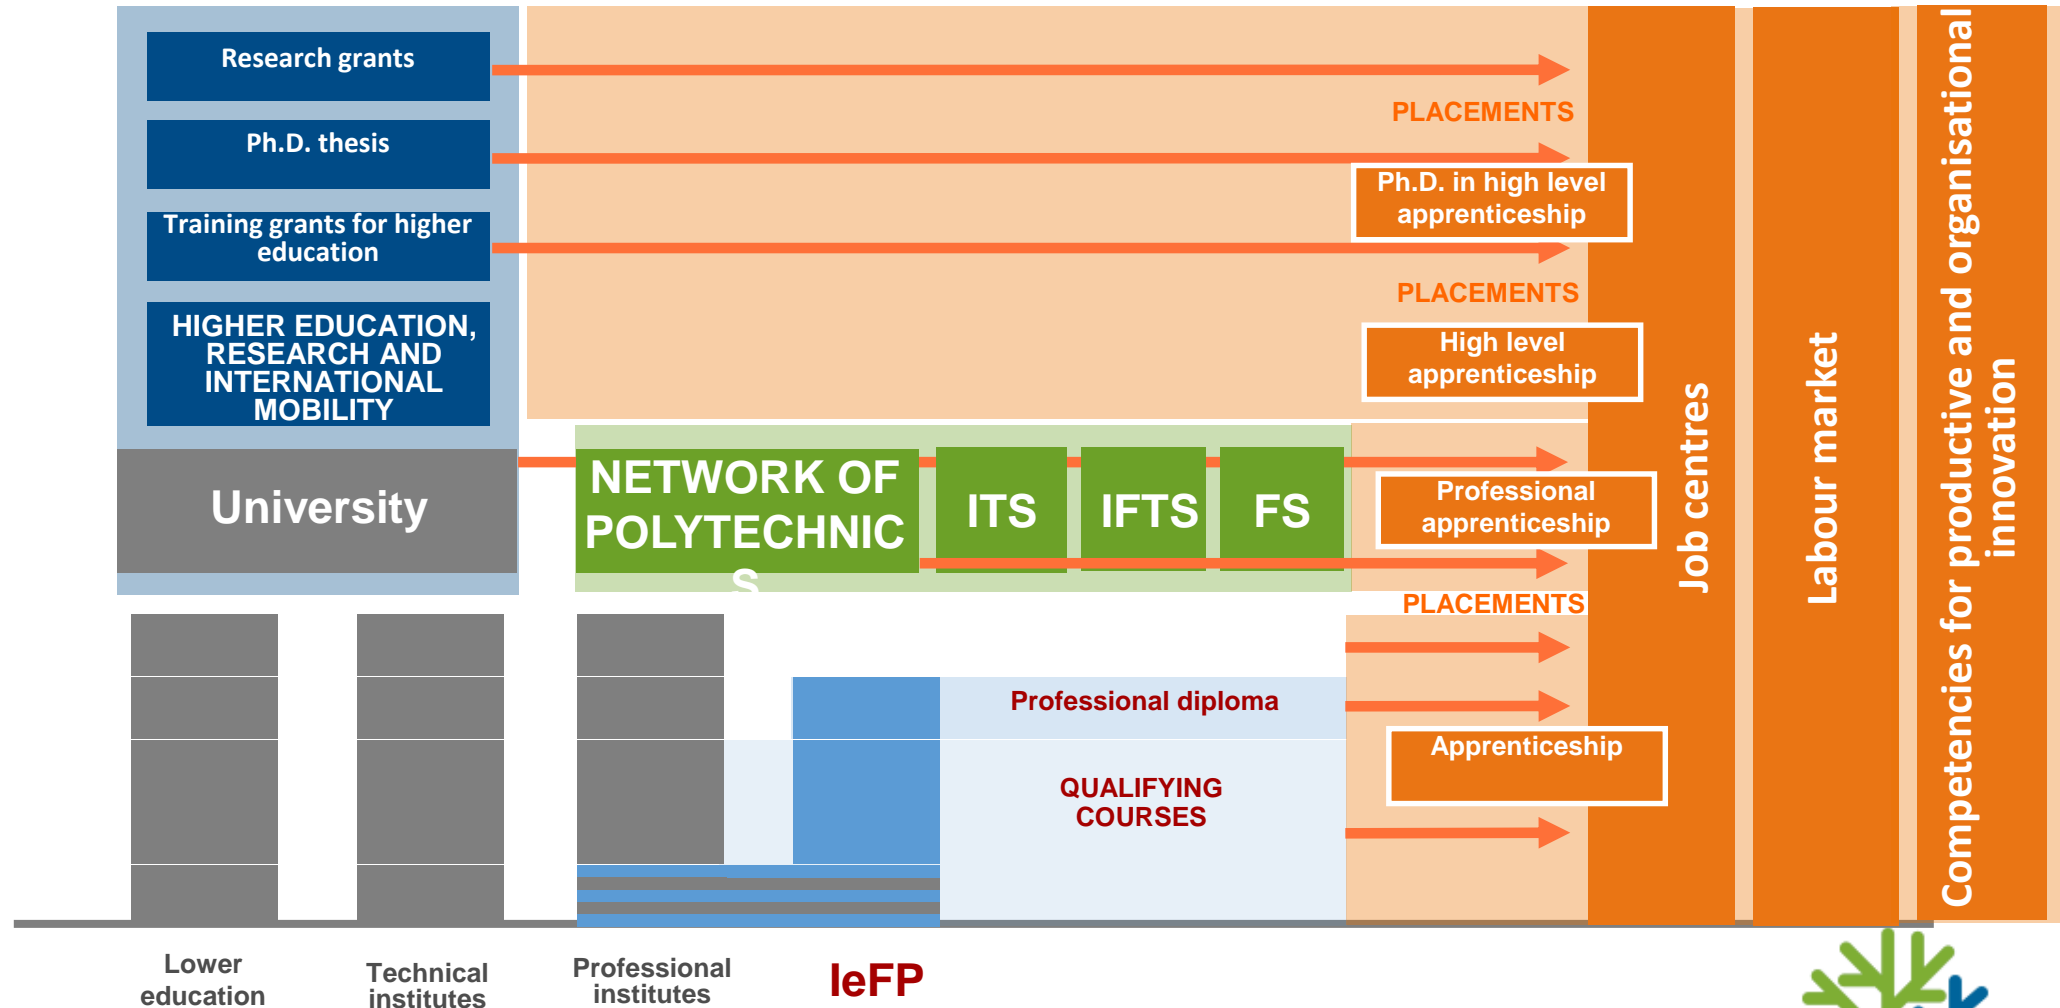 Research grants
Ph.D. thesis
Training grants for higher
education
HIGHER EDUCATION,
RESEARCH AND
INTERNATIONAL
MOBILITY
University
PLACEMENTS
Ph.D. in high level
apprenticeship
PLACEMENTS
High level
apprenticeship
NETWORK OF
POLYTECHNIC
S
ITS
IFTS
FS
Professional
apprenticeship
PLACEMENTS
Professional diploma
QUALIFYING
COURSES
Apprenticeship
Job centres
Labour market
Competencies for productive and organisational
innovation
Lower
education
Technical
institutes
Professional
institutes
IeFP